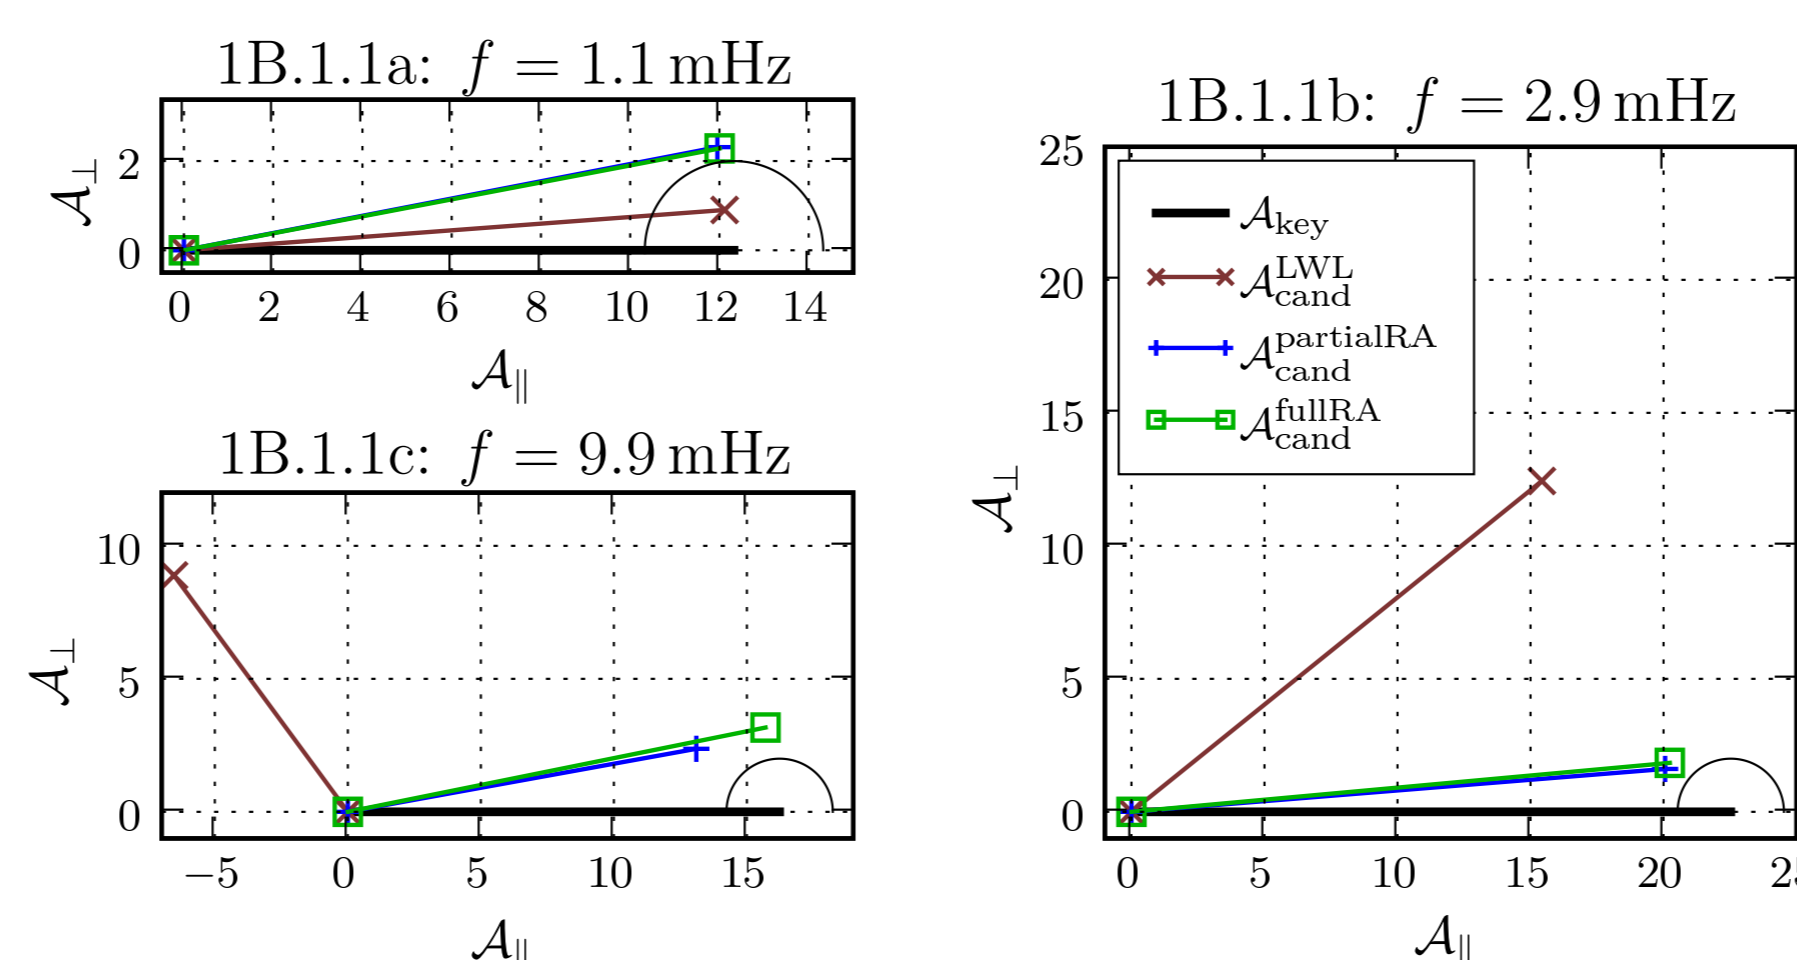 1B.1.1a: f = 1.1 mHz
𝒜⊥
2
0
0 2 4 6 8 10 12 14
𝒜∥
1B.1.1c: f = 9.9 mHz
𝒜⊥
10
5
0
−5 0 5 10 15
𝒜∥
1B.1.1b: f = 2.9 mHz
𝒜⊥
25
20
15
10
5
0
𝒜key
𝒜cand^LWL
𝒜cand^partialRA
𝒜cand^fullRA
0 5 10 15 20
𝒜∥